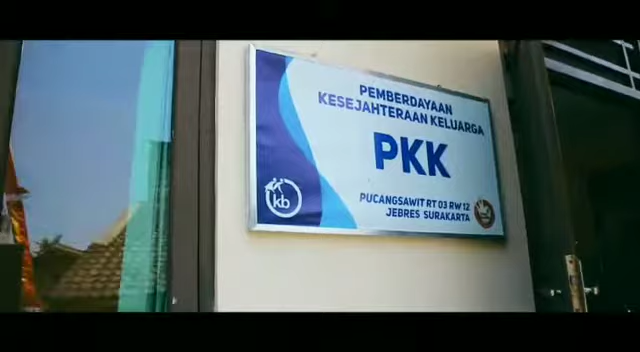 PEMBERDAYAAN
KESEJAHTERAAN KELUARGA
PKK
PUCANGSAWIT RT 03 RW 12
JEBRES SURAKARTA
kb